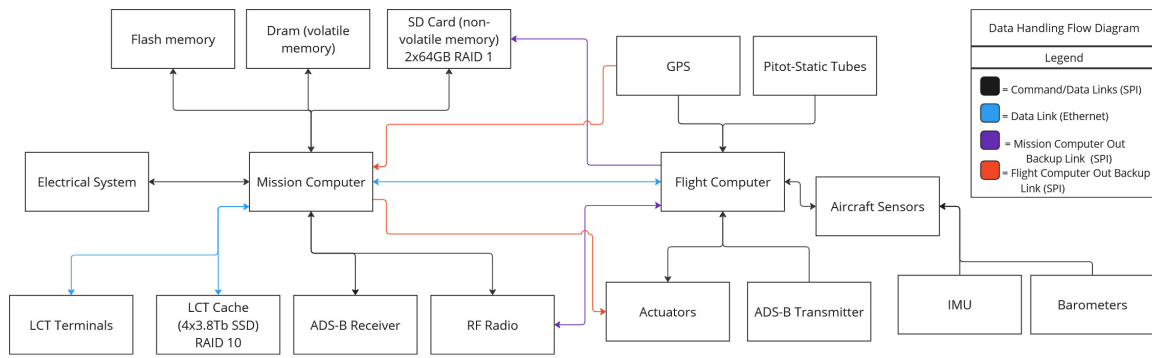 Flash memory
Dram (volatile
memory)
SD Card (non-
volatile memory)
2x64GB RAID 1
GPS
Pitot-Static Tubes
Data Handling Flow Diagram
Legend
= Command/Data Links (SPI)
= Data Link (Ethernet)
= Mission Computer Out
Backup Link (SPI)
= Flight Computer Out Backup
Link (SPI)
Electrical System
Mission Computer
Flight Computer
Aircraft Sensors
LCT Terminals
LCT Cache
(4x3.8Tb SSD)
RAID 10
ADS-B Receiver
RF Radio
Actuators
ADS-B Transmitter
IMU
Barometers